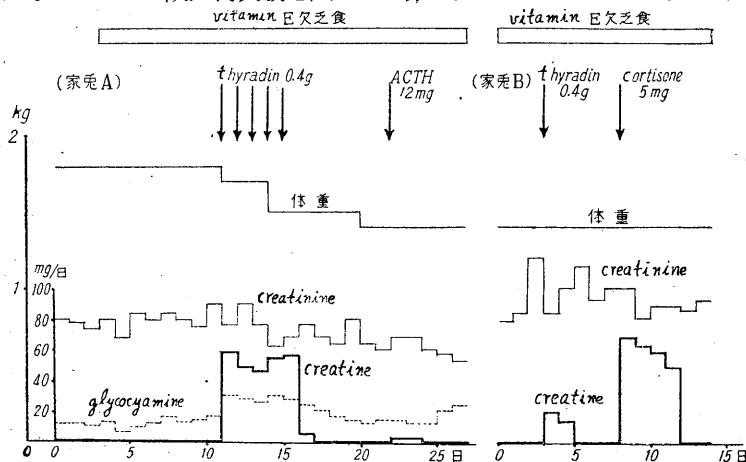 vitamin E欠乏食
vitamin E欠乏食
(家兎A)
thyradin 0.4g
ACTH
12mg
(家兎B)
thyradin
0.4g
cortisone
5mg
kg
2
体重
体重
mg/日
1
100
80
60
40
20
0
0
creatinine
creatinine
creatine
creatine
glycocyamine
0
5
10
15
20
25日
0
5
10
15日